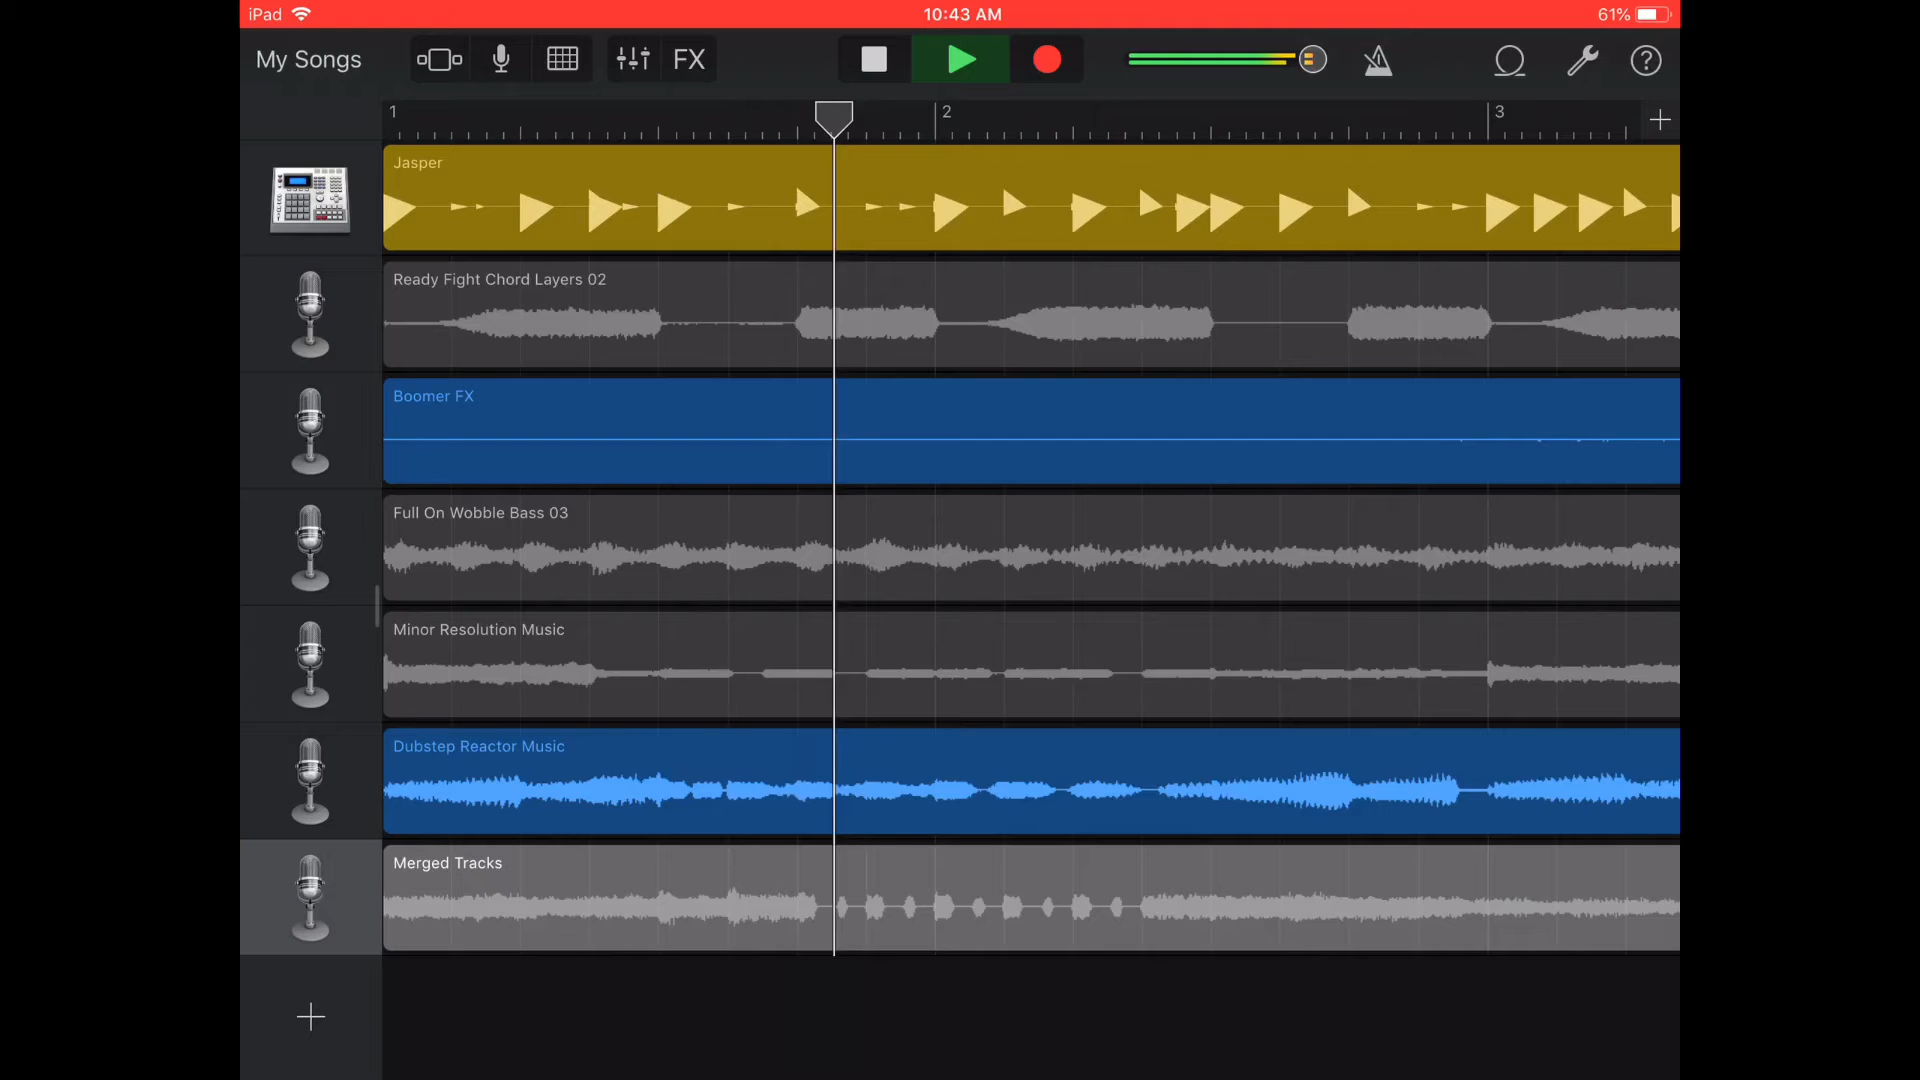 iPad 10:43 AM 61%
My Songs FX
1 2 3
Jasper
Ready Fight Chord Layers 02
Boomer FX
Full On Wobble Bass 03
Minor Resolution Music
Dubstep Reactor Music
Merged Tracks